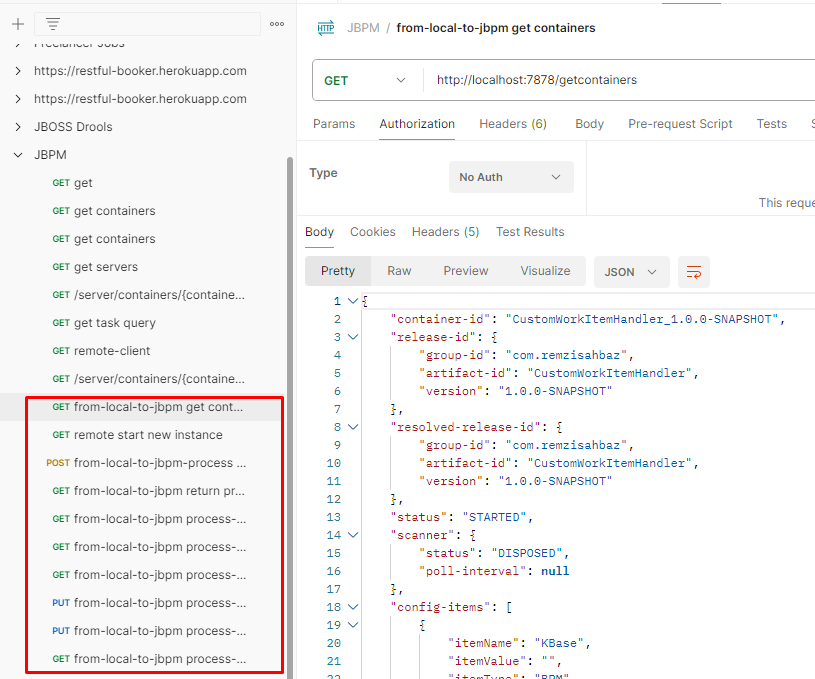 Freelancer Jobs
https://restful-booker.herokuapp.com
https://restful-booker.herokuapp.com
JBOSS Drools
JBPM
GET get
GET get containers
GET get containers
GET get servers
GET /server/containers/{containe...
GET get task query
GET remote-client
GET /server/containers/{containe...
GET from-local-to-jbpm get cont...
GET remote start new instance
POST from-local-to-jbpm-process ...
GET from-local-to-jbpm return pr...
GET from-local-to-jbpm process-...
GET from-local-to-jbpm process-...
GET from-local-to-jbpm process-...
PUT from-local-to-jbpm process-...
PUT from-local-to-jbpm process-...
GET from-local-to-jbpm process-...
HTTP JBPM / from-local-to-jbpm get containers
GET http://localhost:7878/getcontainers
Params Authorization Headers (6) Body Pre-request Script Tests
Type No Auth
This reque
Body Cookies Headers (5) Test Results
Pretty Raw Preview Visualize JSON
1 {
2 "container-id": "CustomWorkItemHandler_1.0.0-SNAPSHOT",
3 "release-id": {
4 "group-id": "com.remzisahbaz",
5 "artifact-id": "CustomWorkItemHandler",
6 "version": "1.0.0-SNAPSHOT"
7 },
8 "resolved-release-id": {
9 "group-id": "com.remzisahbaz",
10 "artifact-id": "CustomWorkItemHandler",
11 "version": "1.0.0-SNAPSHOT"
12 },
13 "status": "STARTED",
14 "scanner": {
15 "status": "DISPOSED",
16 "poll-interval": null
17 },
18 "config-items": [
19 {
20 "itemName": "KBase",
21 "itemValue": "",
22 "itemType": "BPM"